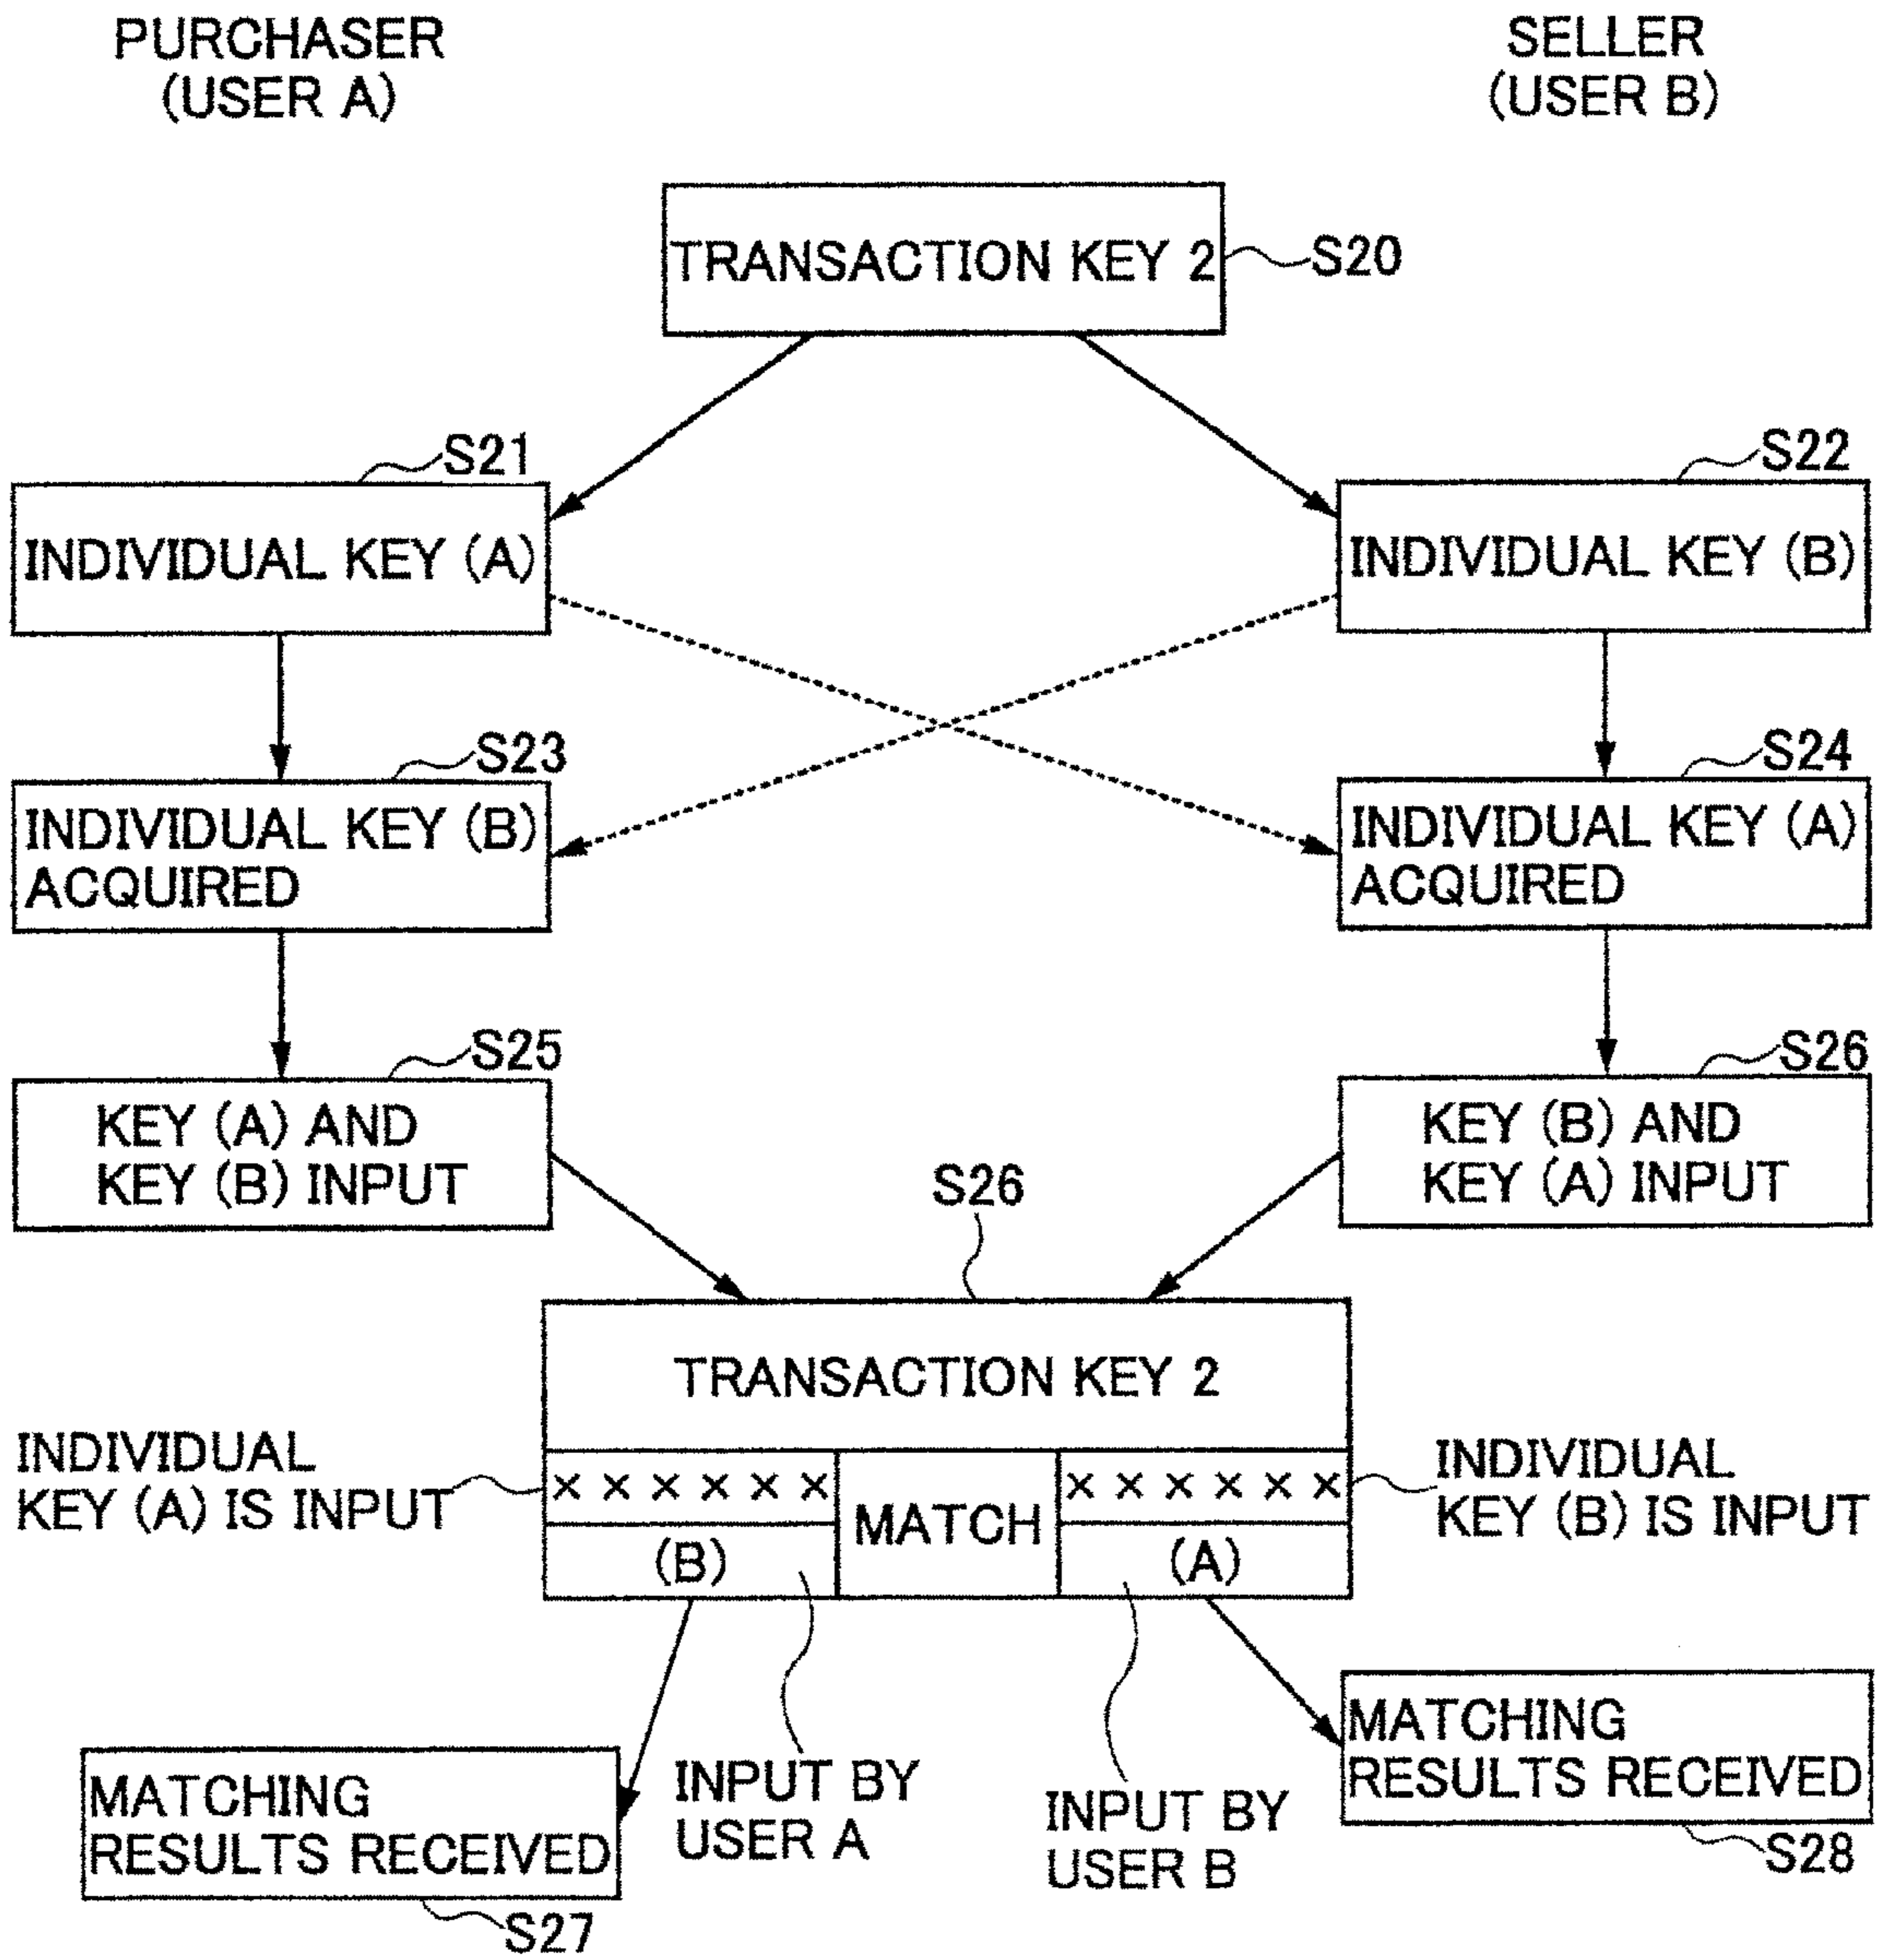 PURCHASER
(USER A)
SELLER
(USER B)
TRANSACTION KEY 2
S20
S21
INDIVIDUAL KEY (A)
S22
INDIVIDUAL KEY (B)
S23
INDIVIDUAL KEY (B)
ACQUIRED
S24
INDIVIDUAL KEY (A)
ACQUIRED
S25
KEY (A) AND
KEY (B) INPUT
S26
KEY (B) AND
KEY (A) INPUT
S26
TRANSACTION KEY 2
INDIVIDUAL
KEY (A) IS INPUT
× × × × × ×
(B)
MATCH
× × × × × ×
(A)
INDIVIDUAL
KEY (B) IS INPUT
MATCHING
RESULTS RECEIVED
S27
INPUT BY
USER A
INPUT BY
USER B
MATCHING
RESULTS RECEIVED
S28